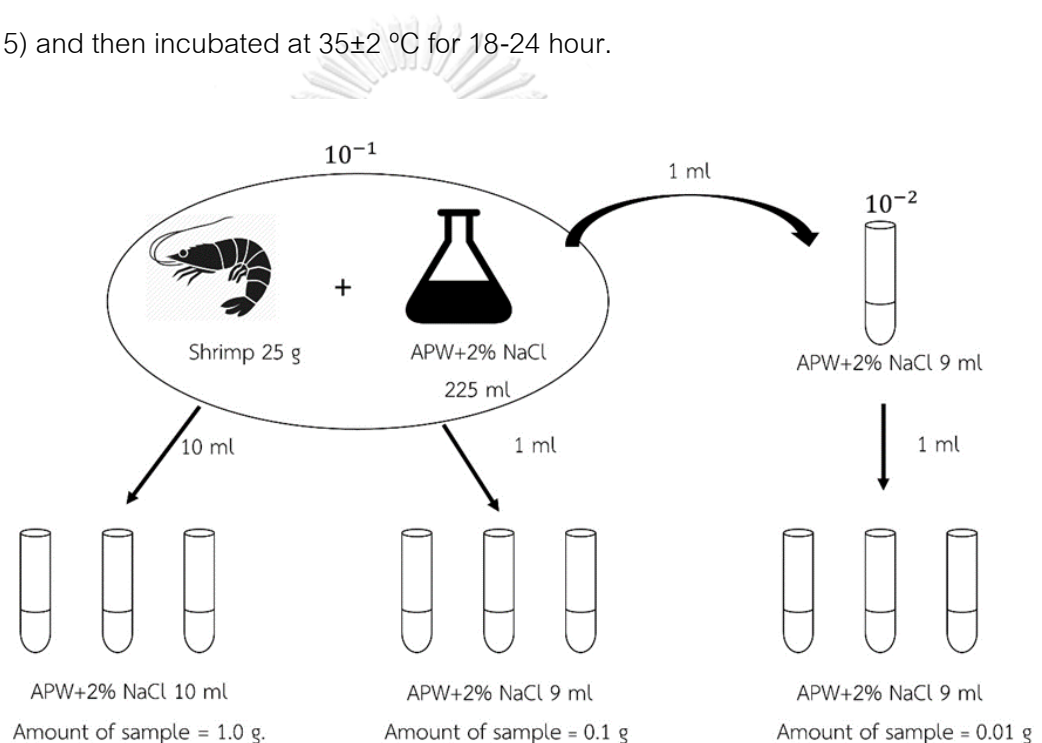 5) and then incubated at 35±2 ºC for 18-24 hour.
10⁻¹
1 ml
10⁻²
+
Shrimp 25 g
APW+2% NaCl
225 ml
APW+2% NaCl 9 ml
10 ml
1 ml
1 ml
APW+2% NaCl 10 ml
APW+2% NaCl 9 ml
APW+2% NaCl 9 ml
Amount of sample = 1.0 g.
Amount of sample = 0.1 g
Amount of sample = 0.01 g